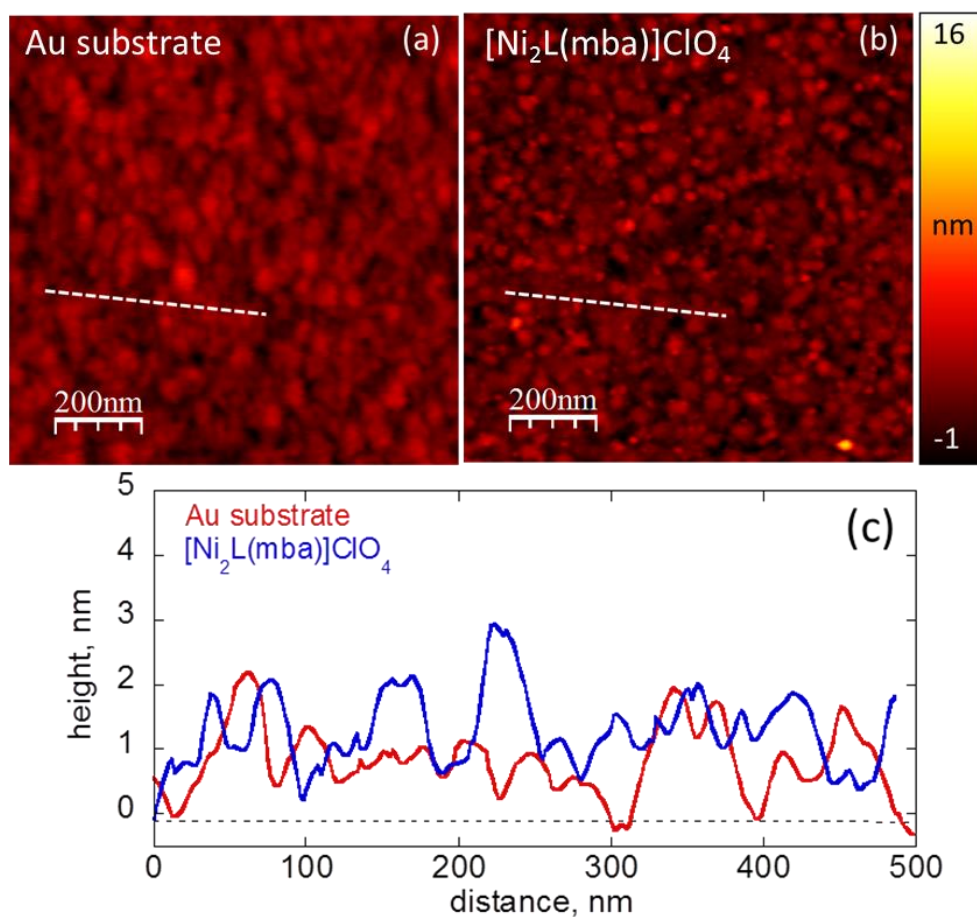 Au substrate (a)
[Ni₂L(mba)]ClO₄ (b)
16
nm
-1
200nm
200nm
(c)
Au substrate
[Ni₂L(mba)]ClO₄
height, nm
5
4
3
2
1
0
0 100 200 300 400 500
distance, nm